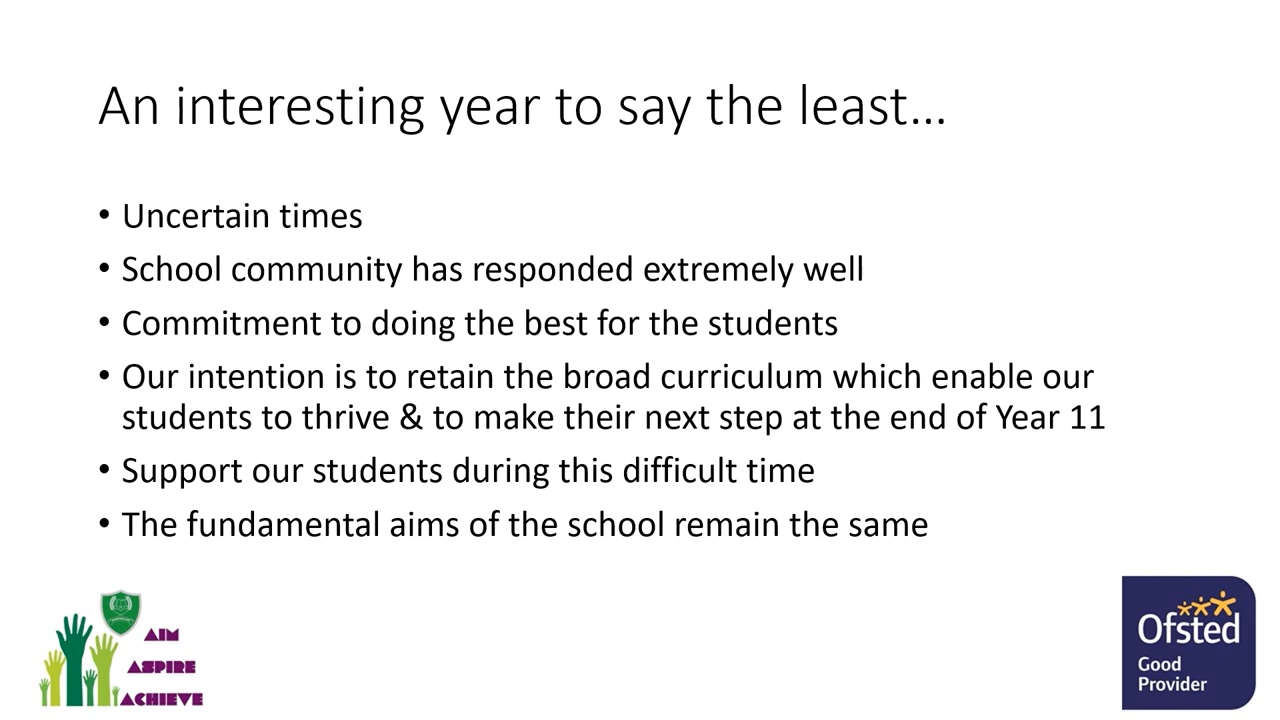 An interesting year to say the least…
• Uncertain times
• School community has responded extremely well
• Commitment to doing the best for the students
• Our intention is to retain the broad curriculum which enable our
students to thrive & to make their next step at the end of Year 11
• Support our students during this difficult time
• The fundamental aims of the school remain the same
AIM
ASPIRE
ACHIEVE
Ofsted
Good
Provider